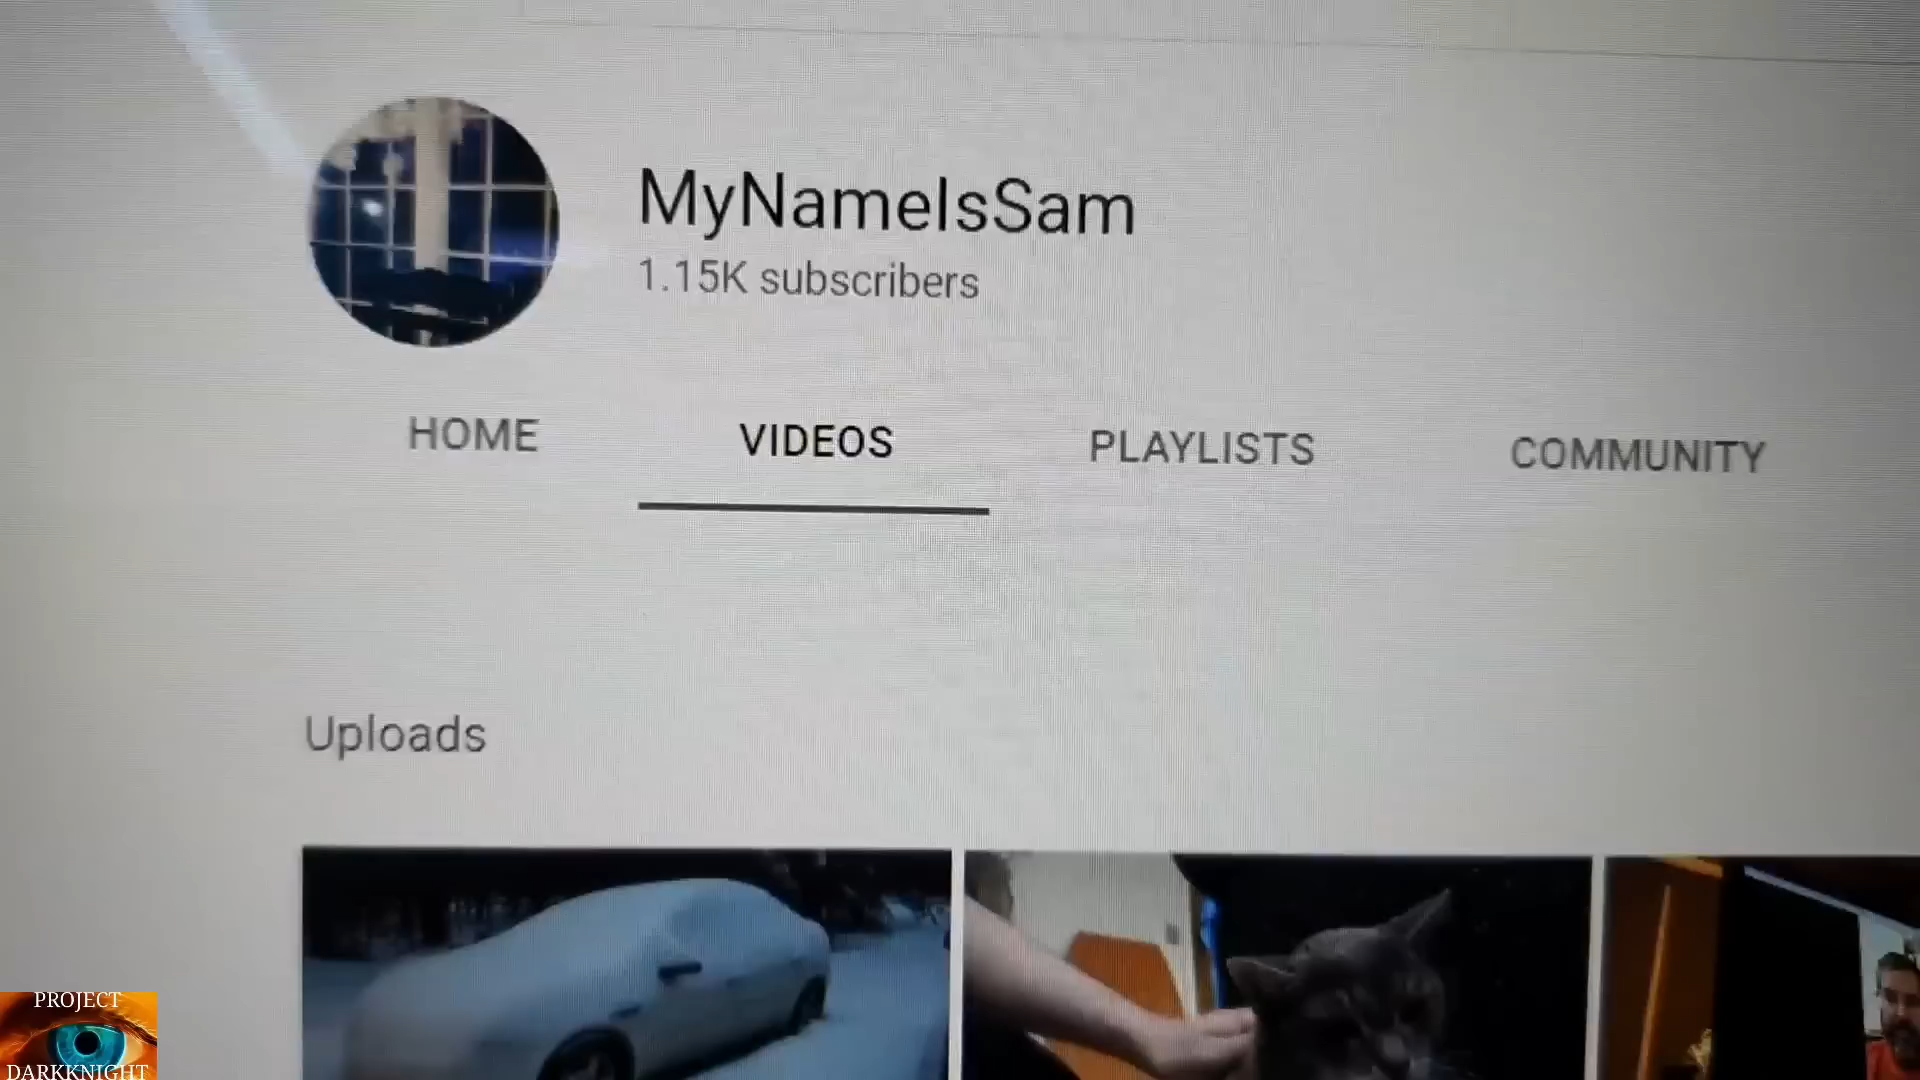 MyNameIsSam
1.15K subscribers
HOME
VIDEOS
PLAYLISTS
COMMUNITY
Uploads
PROJECT
DARKKNIGHT